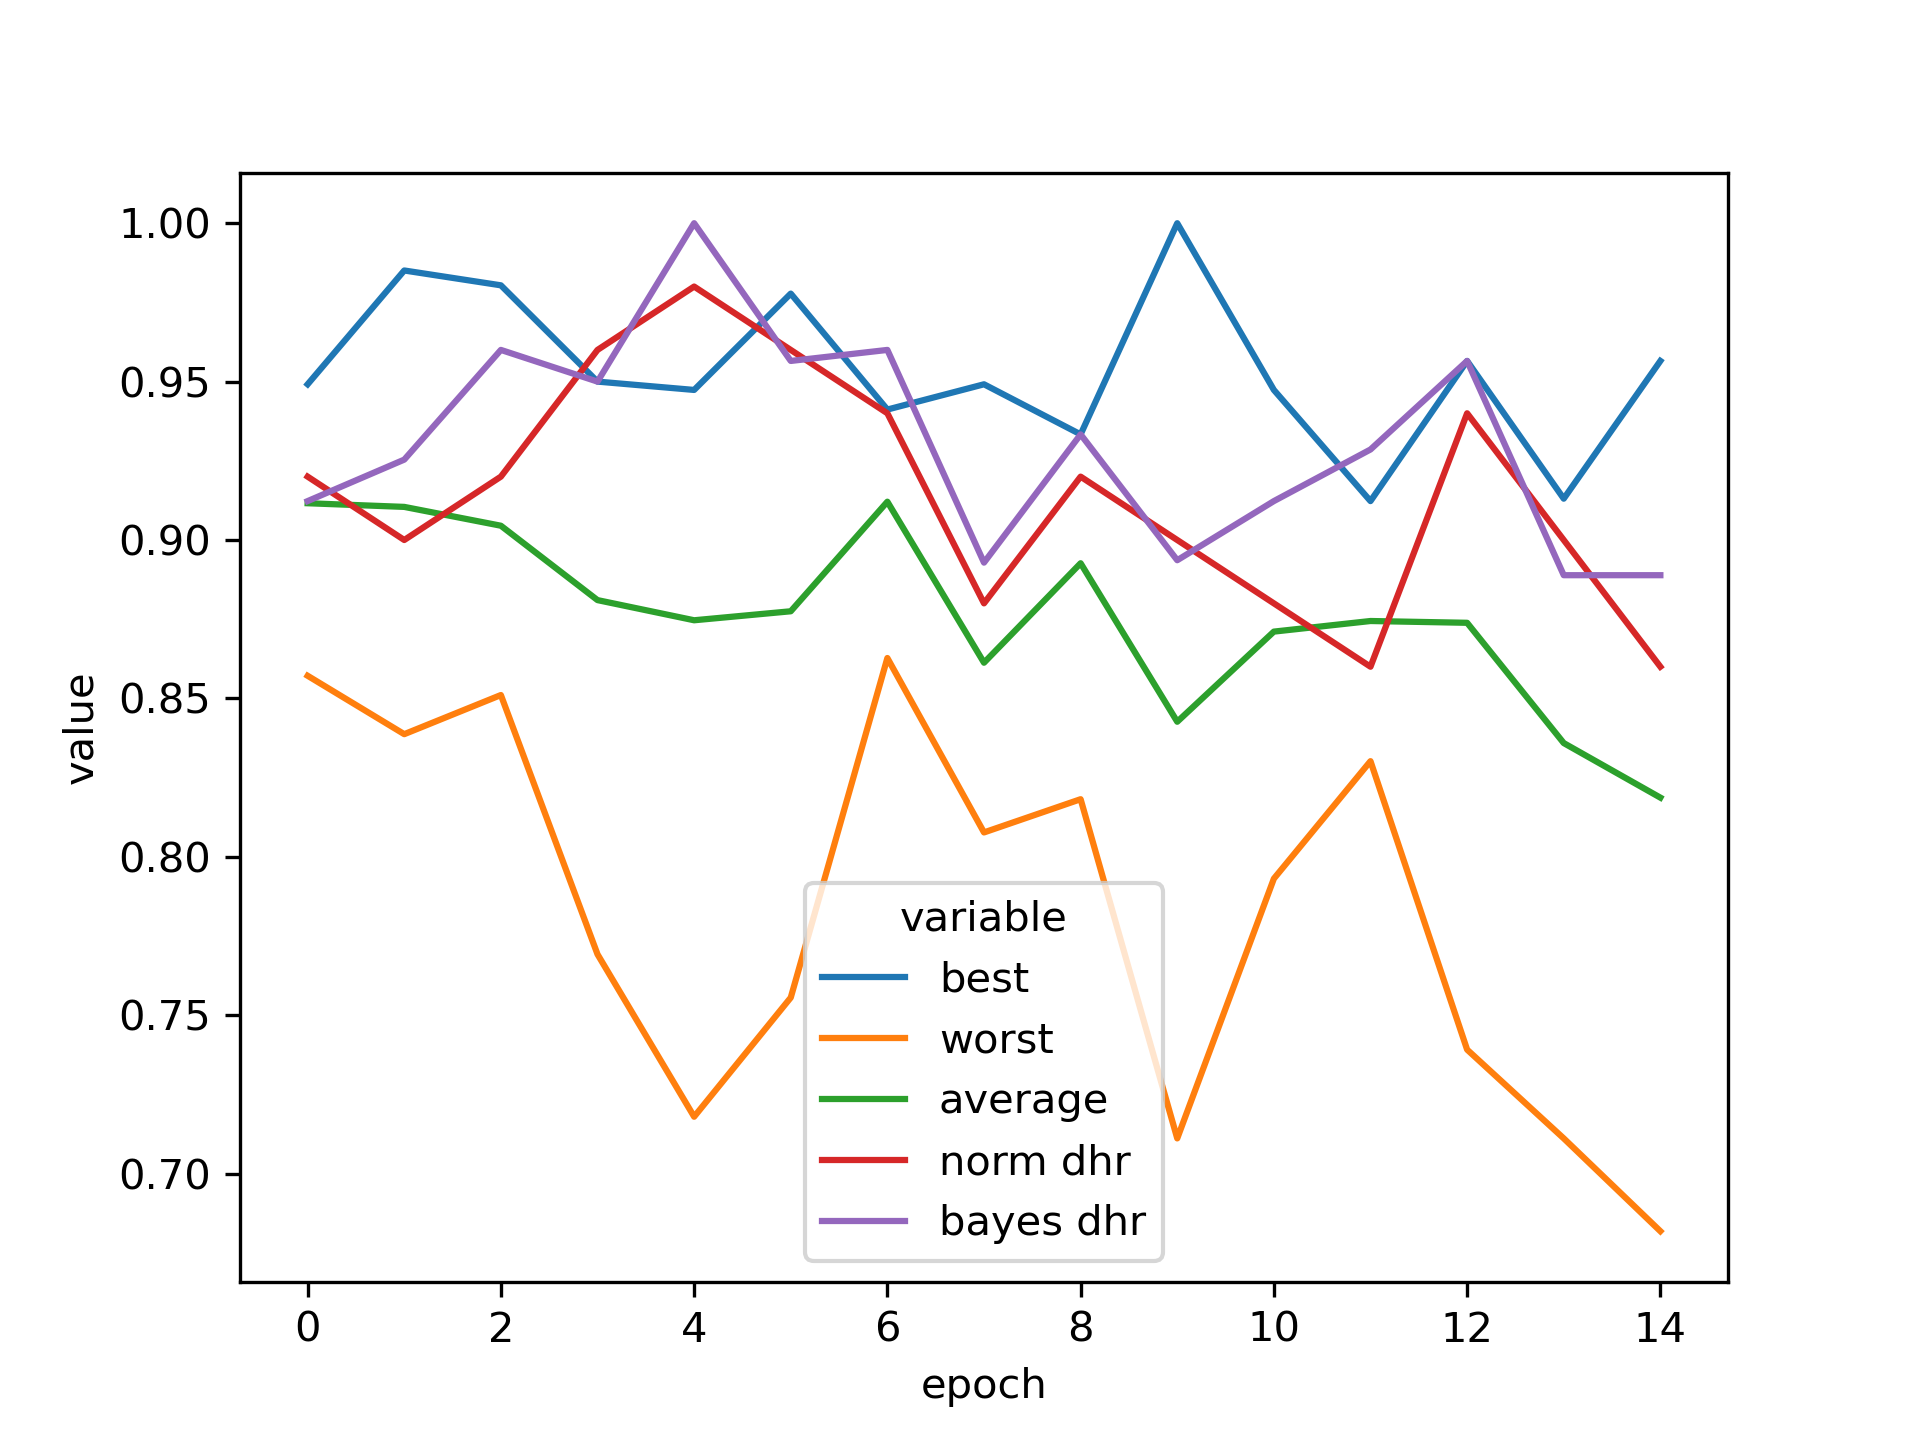 1.00
0.95
0.90
0.85
0.80
0.75
0.70
value
variable
best
worst
average
norm dhr
bayes dhr
0 2 4 6 8 10 12 14
epoch